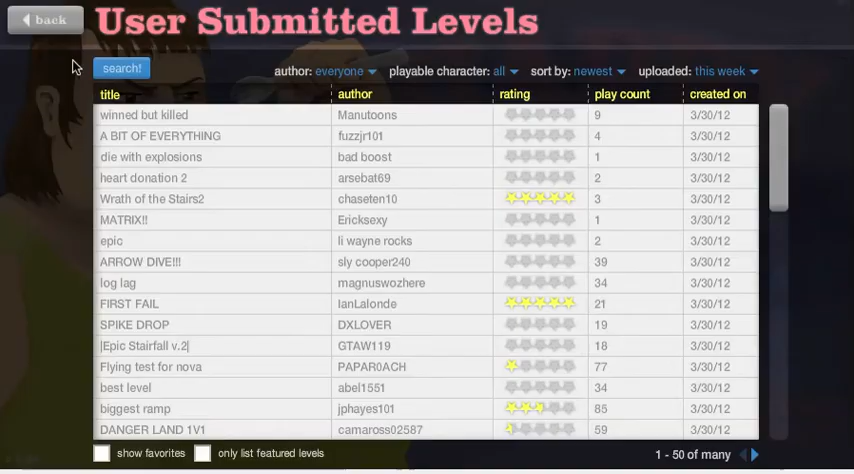 back
User Submitted Levels
search!
author: everyone playable character: all sort by: newest uploaded: this week
title author rating play count created on
winned but killed Manutoons 9 3/30/12
A BIT OF EVERYTHING fuzzjr101 4 3/30/12
die with explosions bad boost 1 3/30/12
heart donation 2 arsebat69 2 3/30/12
Wrath of the Stairs2 chaseten10 3 3/30/12
MATRIX!! Ericksexy 1 3/30/12
epic li wayne rocks 2 3/30/12
ARROW DIVE!!! sly cooper240 39 3/30/12
log lag magnuswozhere 34 3/30/12
FIRST FAIL IanLalonde 21 3/30/12
SPIKE DROP DXLOVER 19 3/30/12
|Epic Stairfall v.2| GTAW119 18 3/30/12
Flying test for nova PAPAR0ACH 77 3/30/12
best level abel1551 34 3/30/12
biggest ramp jphayes101 85 3/30/12
DANGER LAND 1V1 camaross02587 59 3/30/12
show favorites only list featured levels 1 - 50 of many